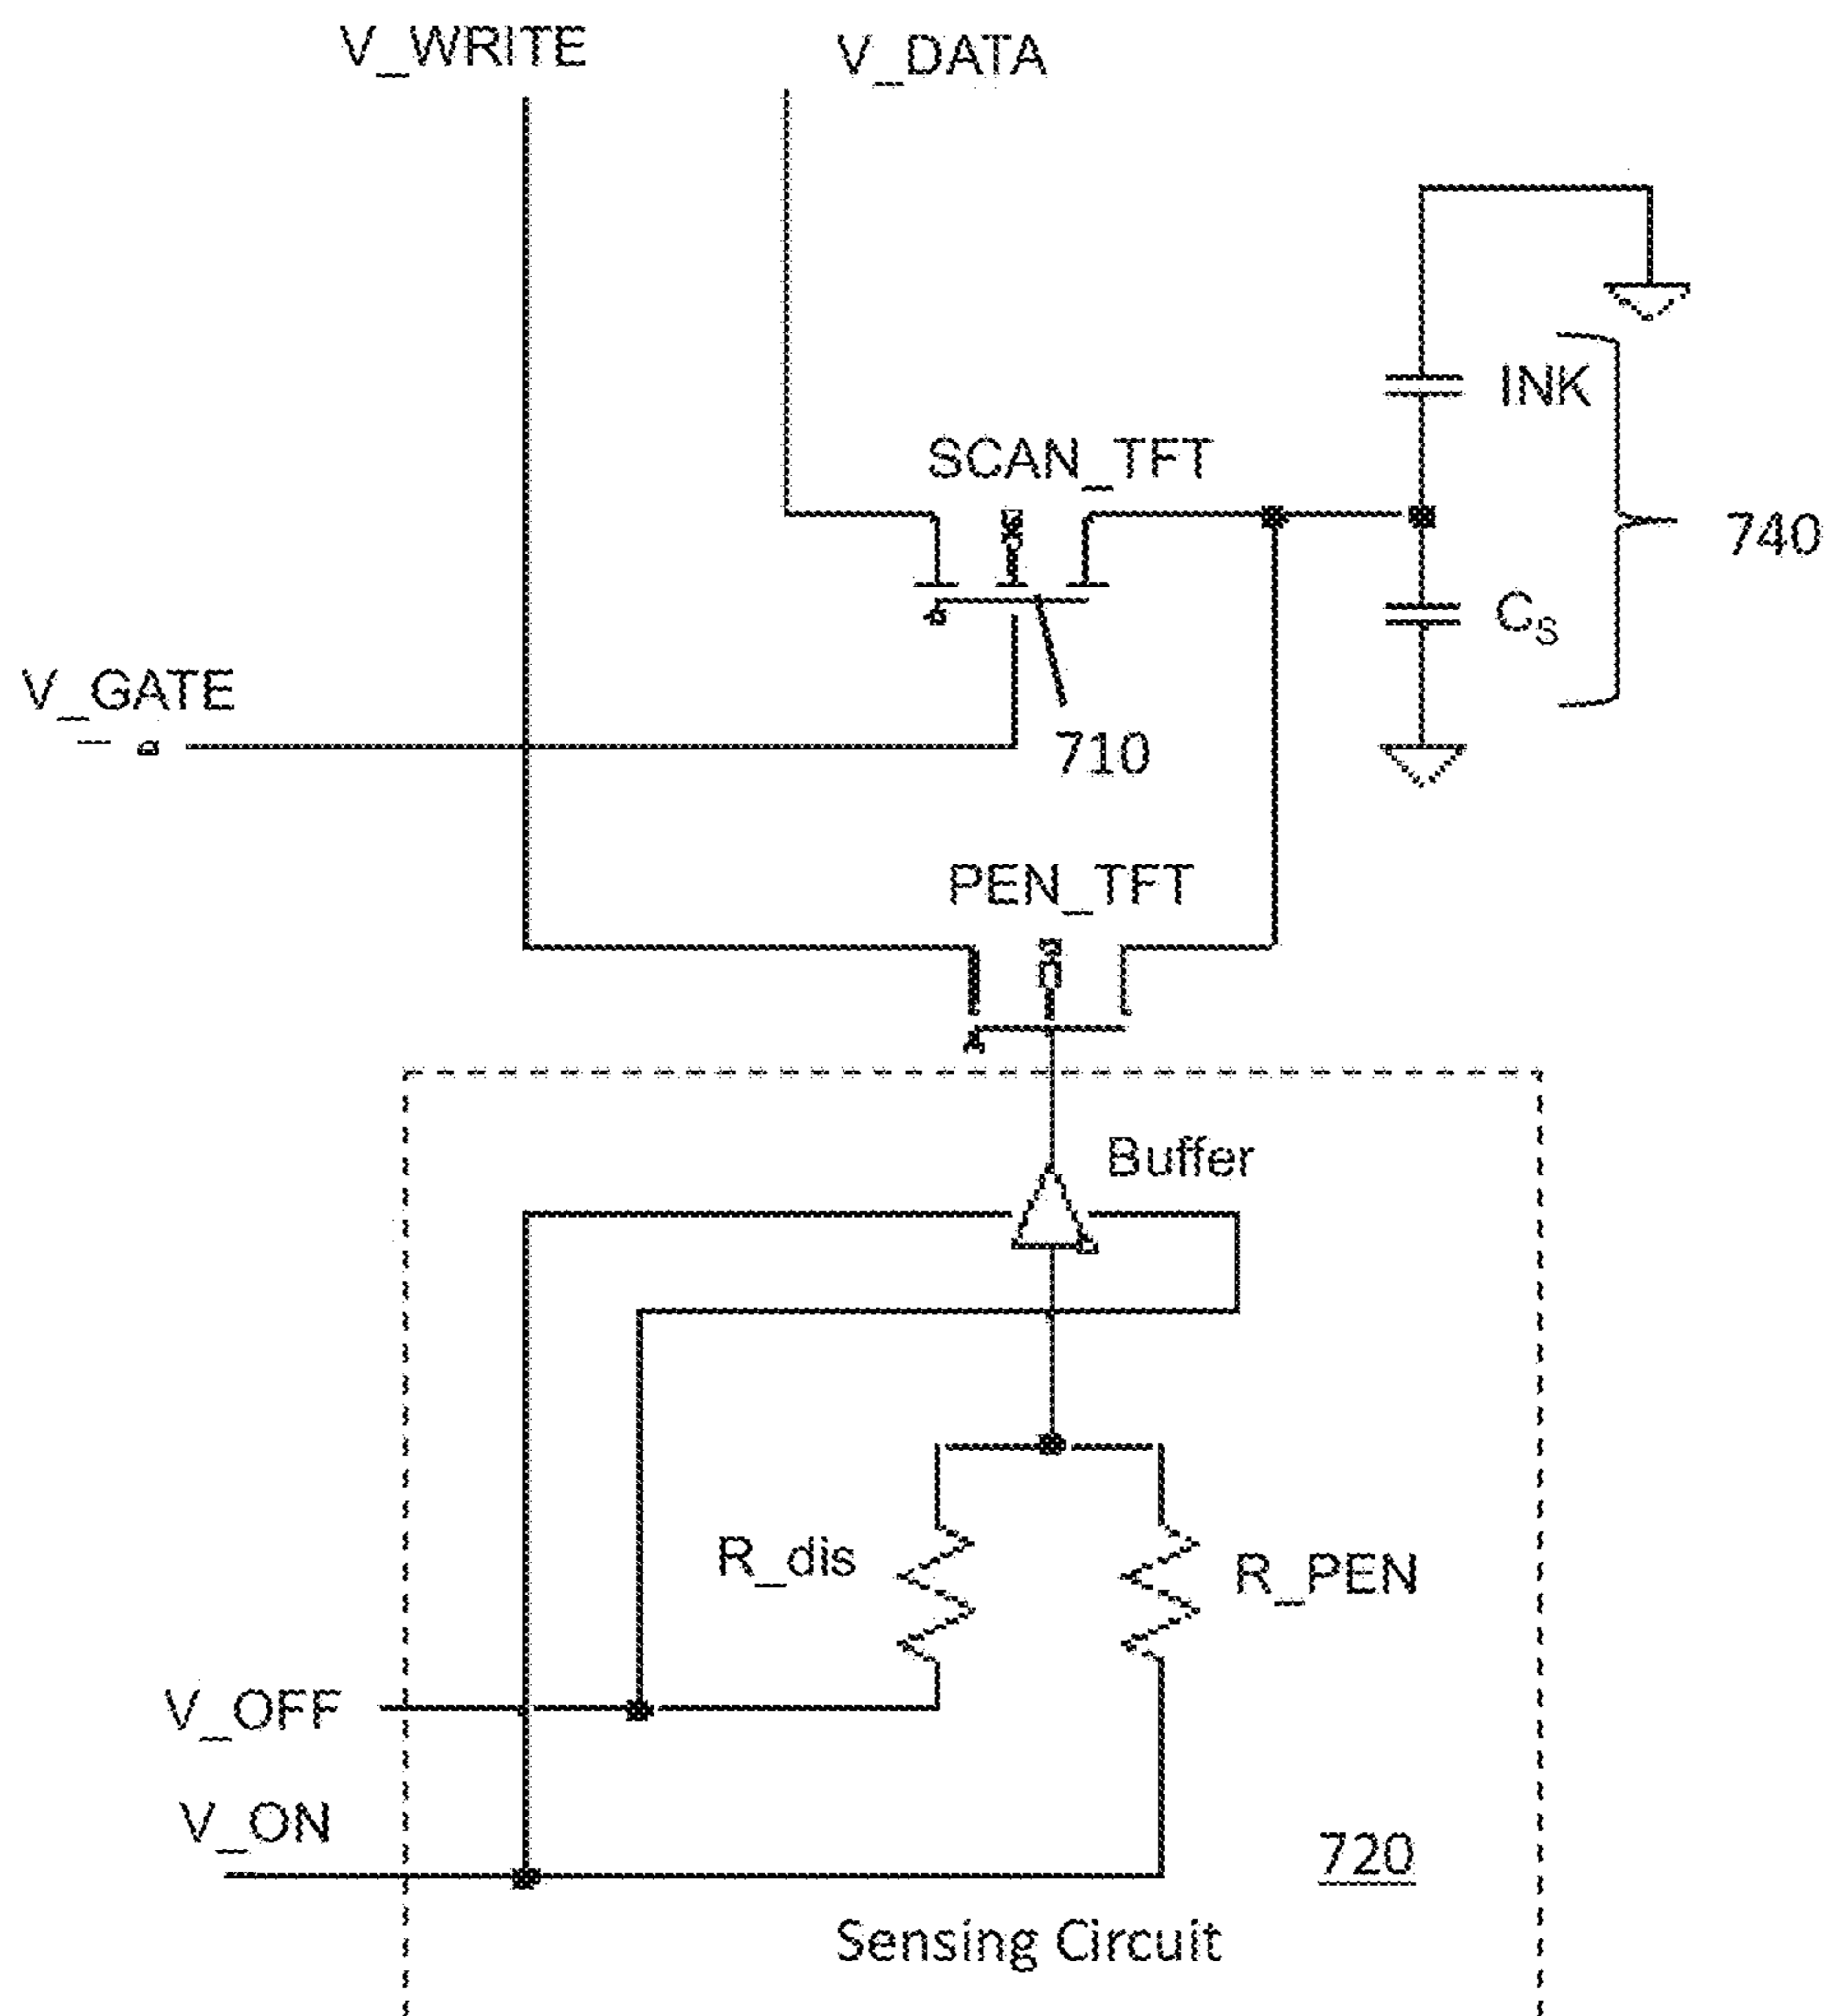 V_WRITE
V_DATA
INK
SCAN_TFT
740
C_S
V_GATE
710
PEN_TFT
Buffer
R_dis
R_PEN
V_OFF
V_ON
720
Sensing Circuit